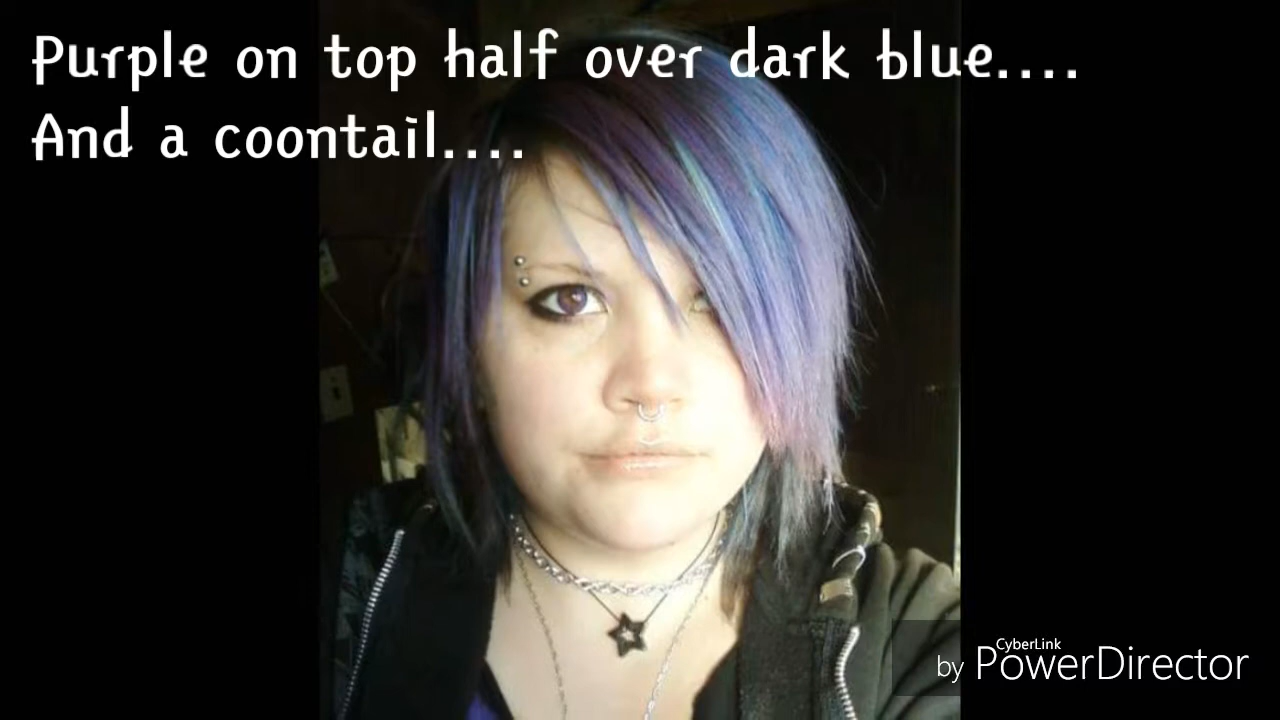 Purple on top half over dark blue....
And a coontail....
CyberLink
by PowerDirector